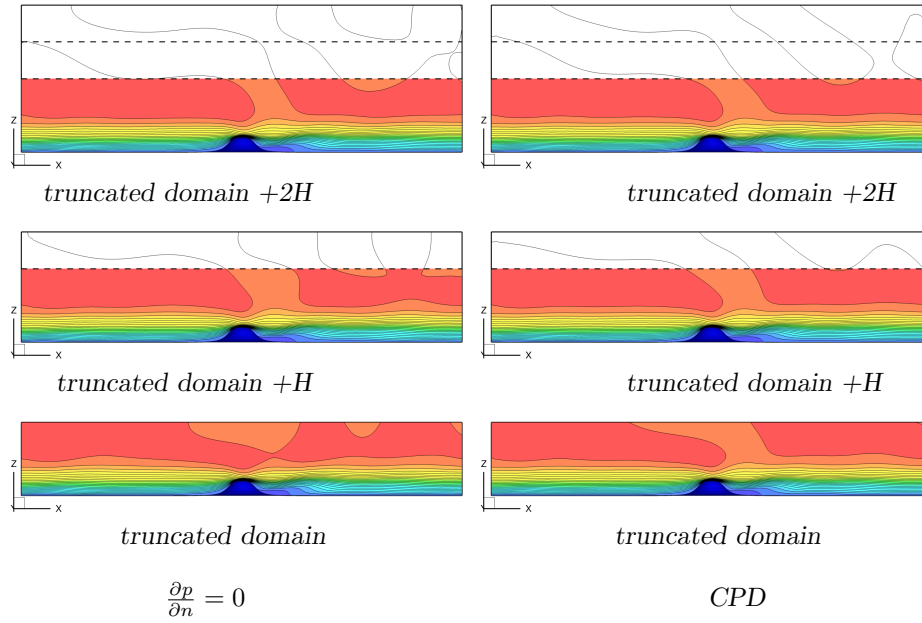 Z
Y X
Z
Y X
truncated domain +2H
truncated domain +2H
Z
Y X
Z
Y X
truncated domain +H
truncated domain +H
Z
Y X
Z
Y X
truncated domain
truncated domain
∂p/∂n = 0
CPD